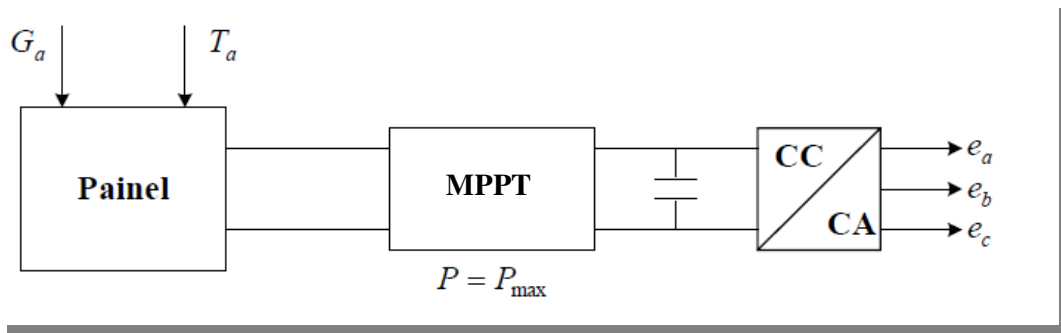 G_a
T_a
Painel
MPPT
P = P_max
CC
CA
e_a
e_b
e_c